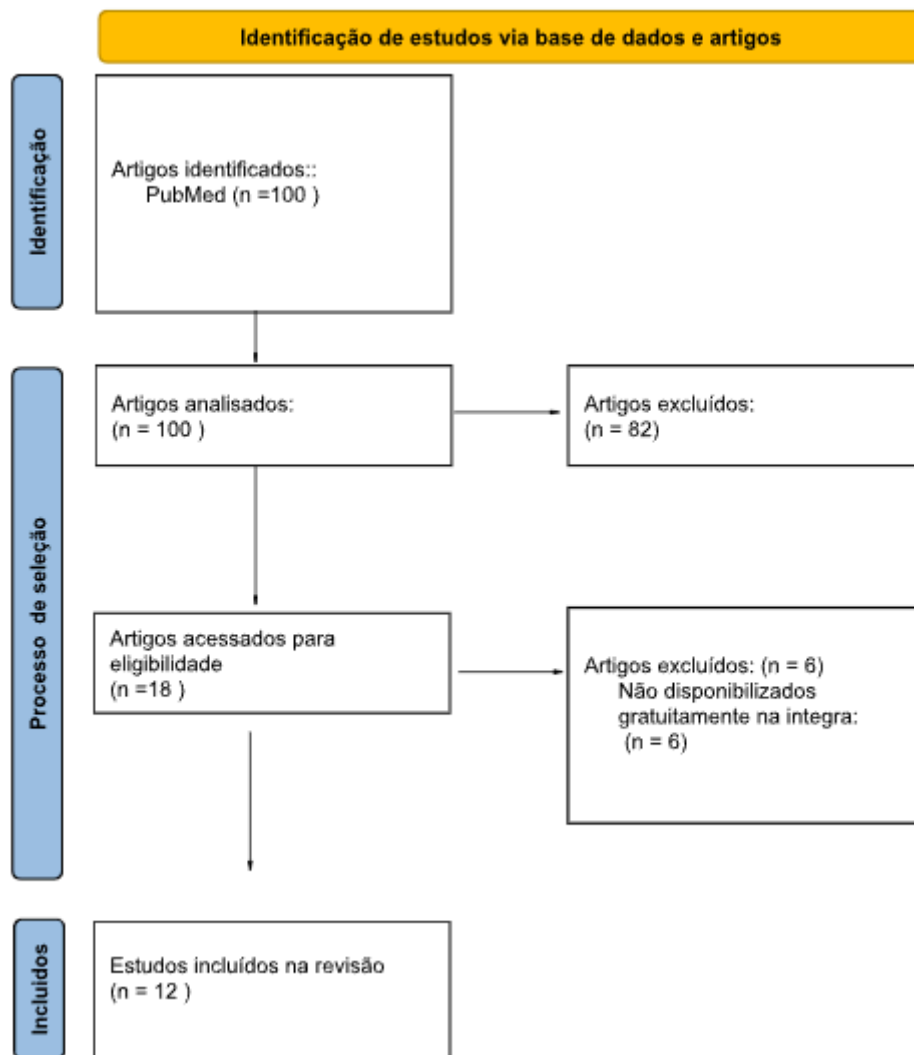 Identificação de estudos via base de dados e artigos
Identificação
Artigos identificados::
PubMed (n =100 )
Processo de seleção
Artigos analisados:
(n = 100 )
Artigos excluídos:
(n = 82)
Artigos acessados para
eligibilidade
(n =18 )
Artigos excluídos: (n = 6)
Não disponibilizados
gratuitamente na integra:
(n = 6)
Incluidos
Estudos incluídos na revisão
(n = 12 )